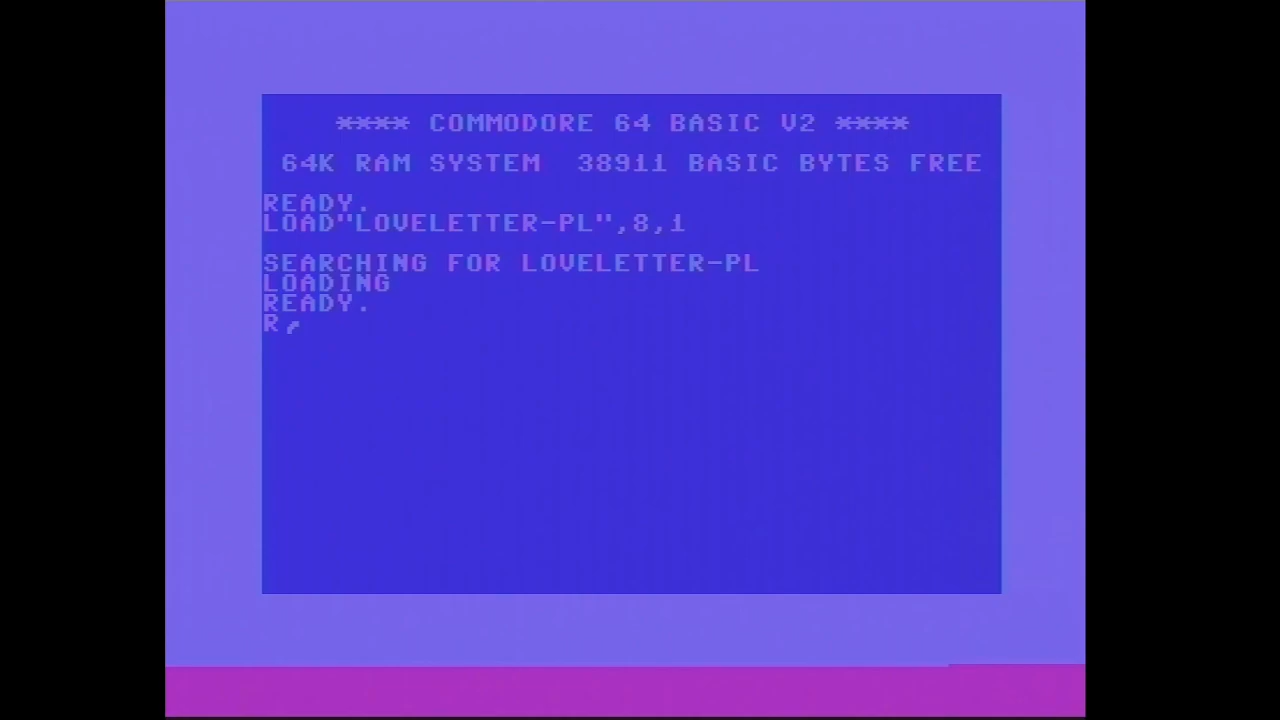 **** COMMODORE 64 BASIC V2 ****
64K RAM SYSTEM  38911 BASIC BYTES FREE
READY.
LOAD"LOVELETTER-PL",8,1
SEARCHING FOR LOVELETTER-PL
LOADING
READY.
R